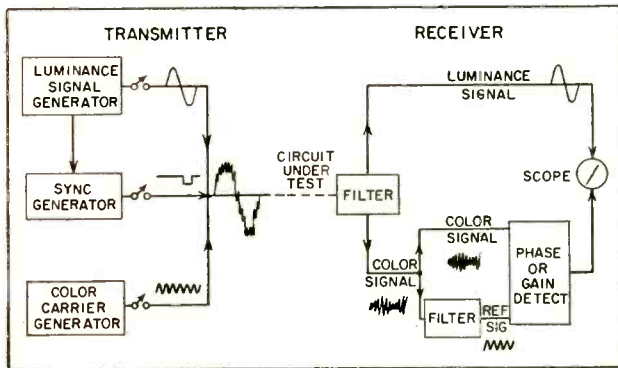 TRANSMITTER
RECEIVER
LUMINANCE
SIGNAL
GENERATOR
LUMINANCE
SIGNAL
CIRCUIT
UNDER
TEST
SYNC
GENERATOR
FILTER
SCOPE
COLOR
SIGNAL
COLOR
SIGNAL
PHASE
OR
GAIN
DETECT
COLOR
CARRIER
GENERATOR
FILTER
REF
SIG